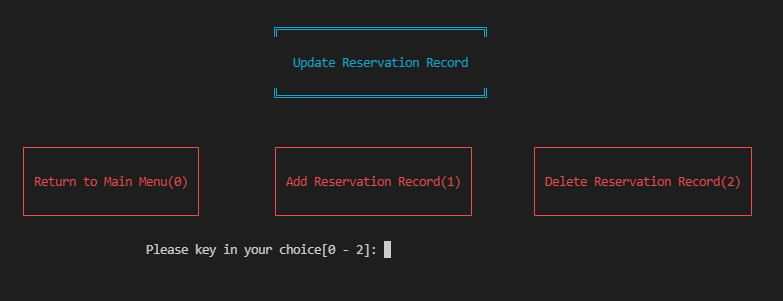 Update Reservation Record
Return to Main Menu(0) Add Reservation Record(1) Delete Reservation Record(2)
Please key in your choice[0 - 2]: